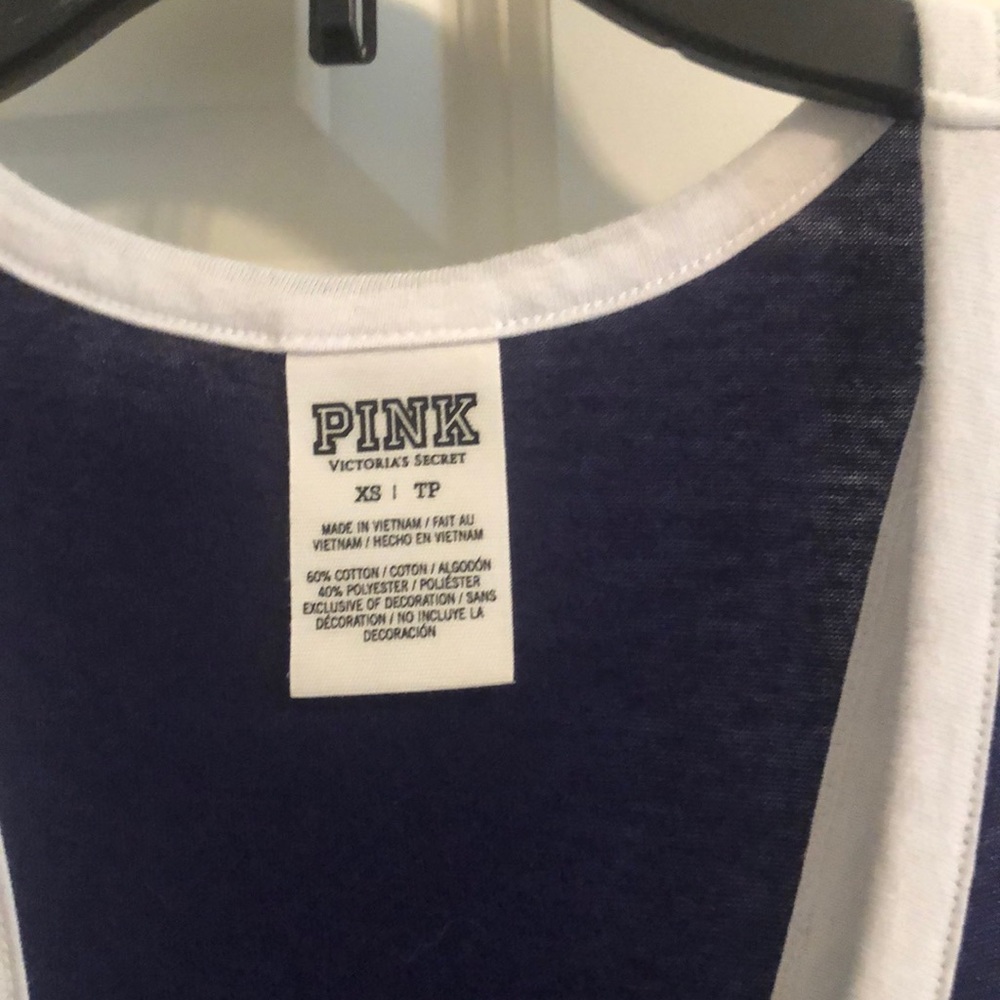 PINK
VICTORIA'S SECRET
XS | TP
MADE IN VIETNAM / FAIT AU
VIETNAM / HECHO EN VIETNAM
60% COTTON / COTON / ALGODÓN
40% POLYESTER / POLIÉSTER
EXCLUSIVE OF DECORATION / SANS
DÉCORATION / NO INCLUYE LA
DECORACIÓN